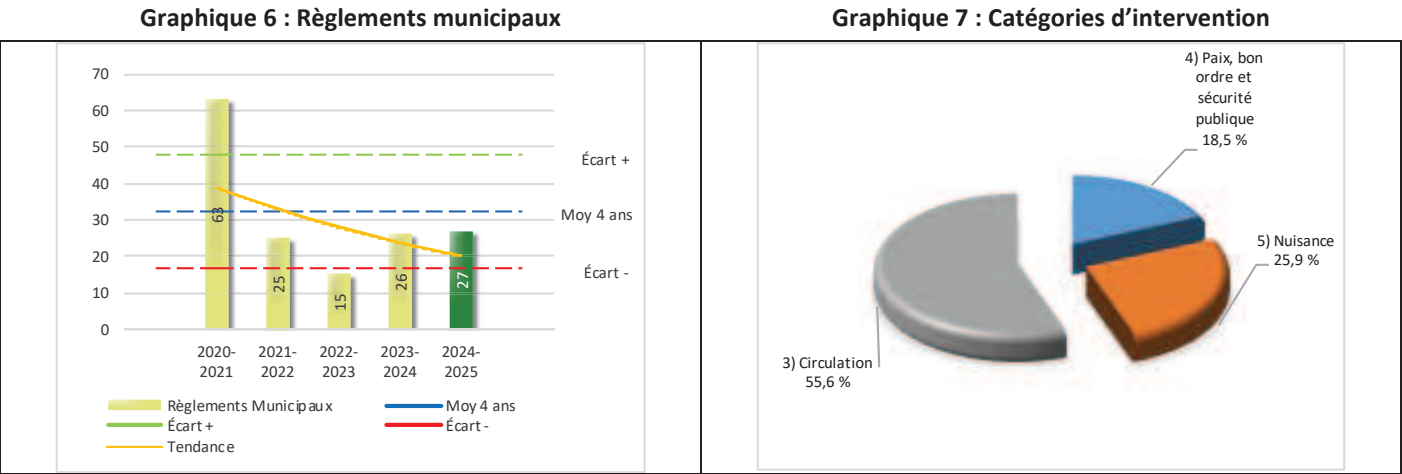 Graphique 6 : Règlements municipaux
70
60
50
40
30
20
10
0
63
25
15
26
27
Écart +
Moy 4 ans
Écart -
2020-
2021
2021-
2022
2022-
2023
2023-
2024
2024-
2025
Règlements Municipaux
Moy 4 ans
Écart +
Écart -
Tendance
Graphique 7 : Catégories d’intervention
4) Paix, bon
ordre et
sécurité
publique
18,5 %
5) Nuisance
25,9 %
3) Circulation
55,6 %